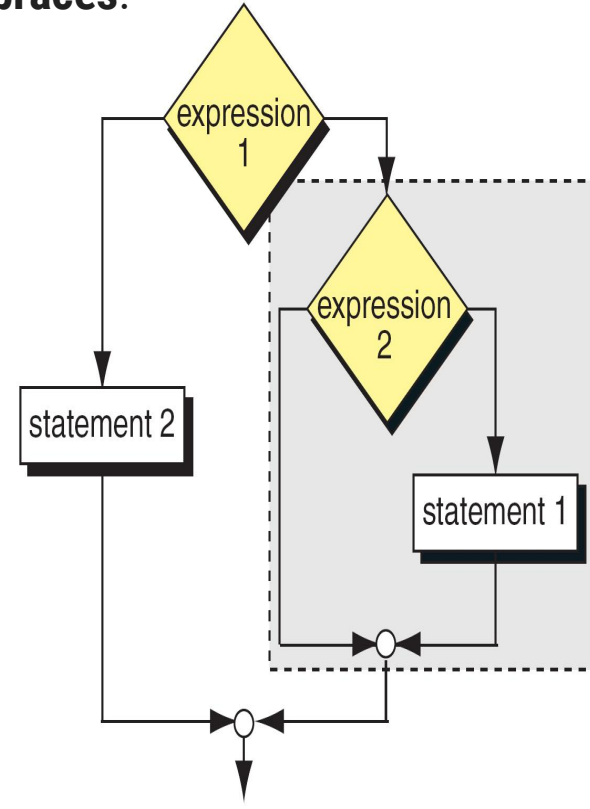 braces.
expression
1
expression
2
statement 2
statement 1